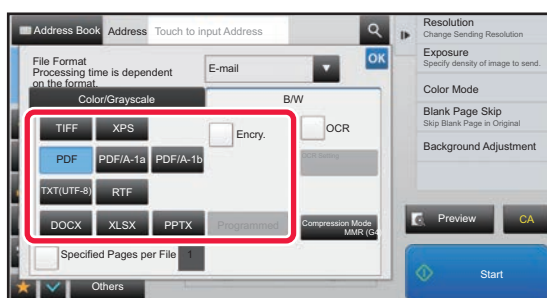 Address Book
Address
Touch to input Address
Resolution
Change Sending Resolution
Exposure
Specify density of image to send.
Color Mode
Blank Page Skip
Skip Blank Page in Original
Background Adjustment
File Format
Processing time is dependent
on the format.
E-mail
OK
Color/Grayscale
B/W
TIFF
XPS
Encry.
OCR
PDF
PDF/A-1a
PDF/A-1b
OCR Setting
TXT(UTF-8)
RTF
DOCX
XLSX
PPTX
Programmed
Compression Mode
MMR (G4)
Specified Pages per File
1
Preview
CA
Start
Others